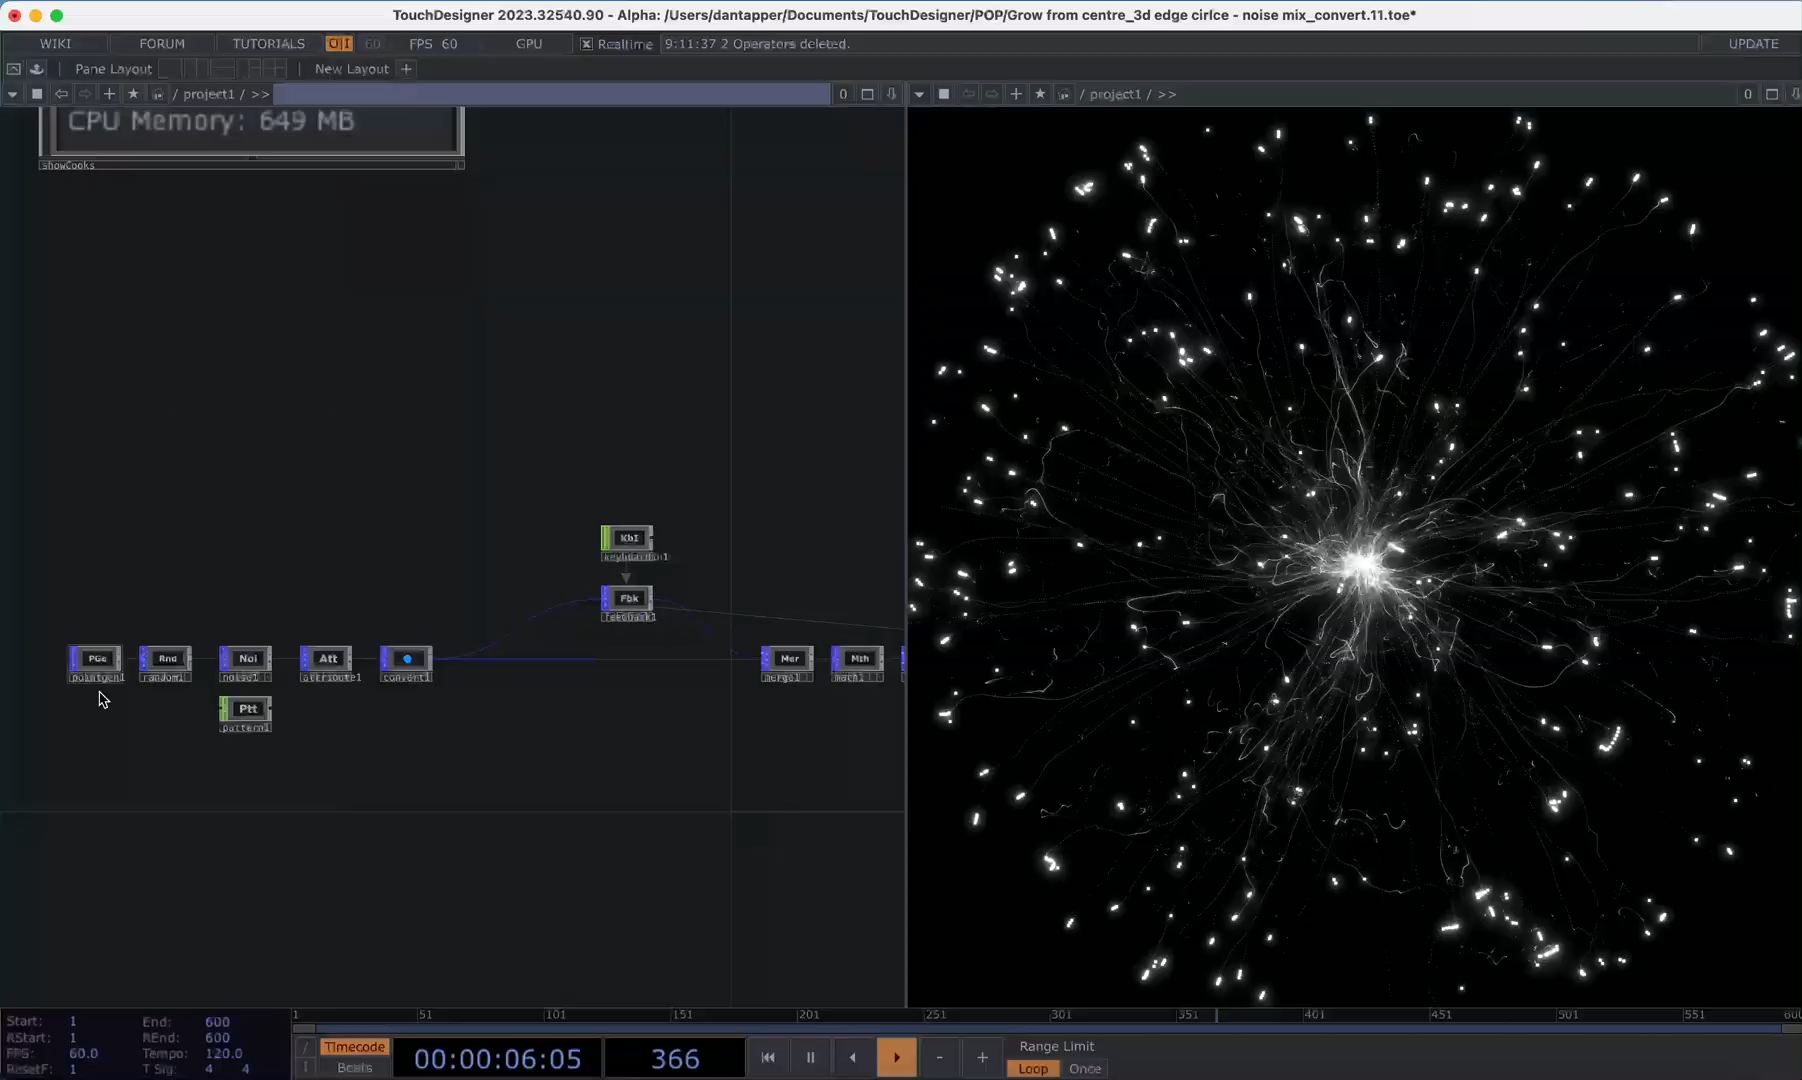 TouchDesigner 2023.32540.90 - Alpha: /Users/dantapper/Documents/TouchDesigner/POP/Grow from centre_3d edge cirlce - noise mix_convert.11.toe*
WIKI FORUM TUTORIALS O|I 60 FPS 60 GPU Realtime 9:11:37 2 Operators deleted. UPDATE
Pane Layout New Layout +
/ project1 / >> 0
/ project1 / >> 0
CPU Memory: 649 MB
showCooks
KbI
keyboardin1
Fbk
feedback1
PGe Rnd Noi Att Mer Mth
pointgen1 random1 noise1 attribute1 convert1 merge1 math1
Ptt
pattern1
1 51 101 151 201 251 301 351 401 451 501 551 600
Start: 1 End: 600
RStart: 1 REnd: 600
FPS: 60.0 Tempo: 120.0
ResetF: 1 T Sig: 4 4
Timecode
Beats
00:00:06:05 366
- +
Range Limit
Loop Once